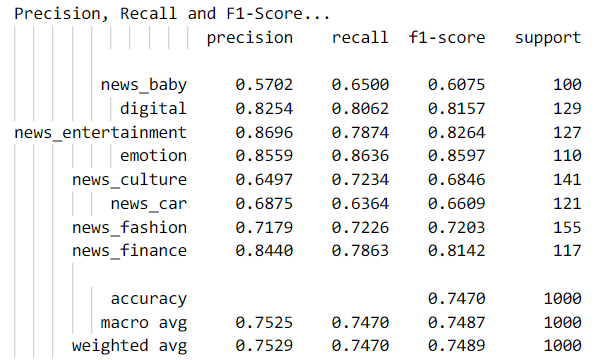 Precision, Recall and F1-Score...
precision recall f1-score support
news_baby 0.5702 0.6500 0.6075 100
digital 0.8254 0.8062 0.8157 129
news_entertainment 0.8696 0.7874 0.8264 127
emotion 0.8559 0.8636 0.8597 110
news_culture 0.6497 0.7234 0.6846 141
news_car 0.6875 0.6364 0.6609 121
news_fashion 0.7179 0.7226 0.7203 155
news_finance 0.8440 0.7863 0.8142 117
accuracy 0.7470 1000
macro avg 0.7525 0.7470 0.7487 1000
weighted avg 0.7529 0.7470 0.7489 1000